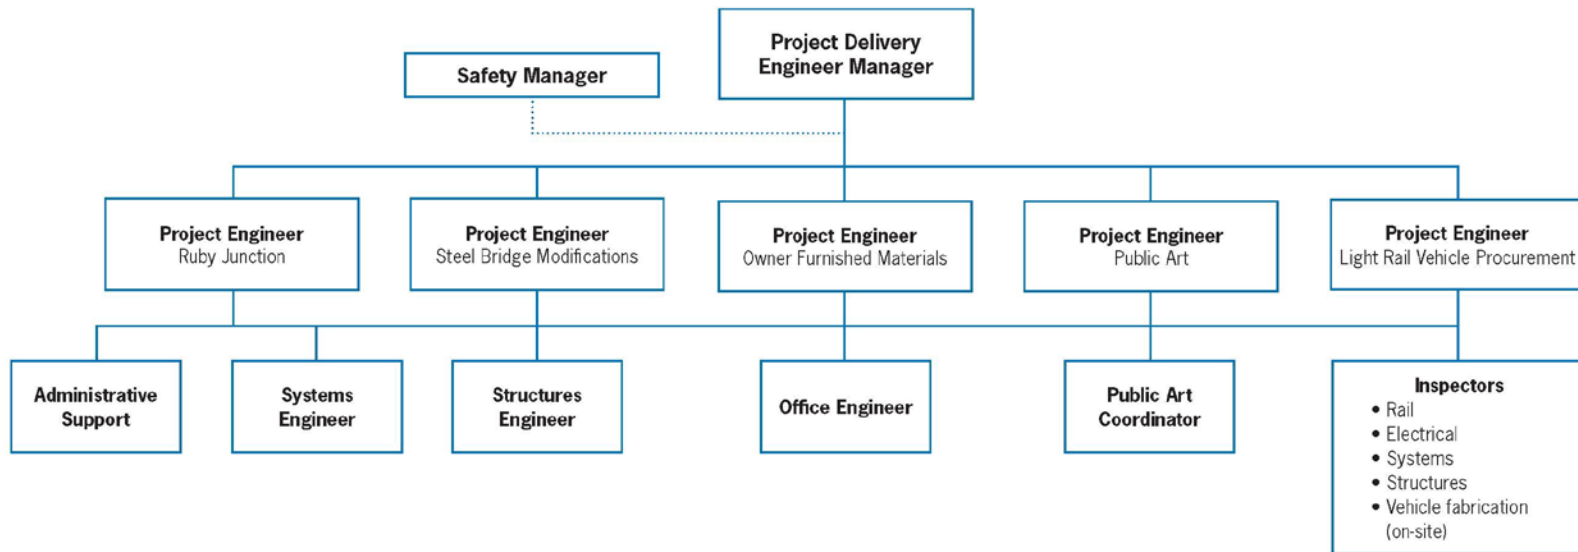 Project Delivery
Engineer Manager
Safety Manager
Project Engineer
Ruby Junction
Project Engineer
Steel Bridge Modifications
Project Engineer
Owner Furnished Materials
Project Engineer
Public Art
Project Engineer
Light Rail Vehicle Procurement
Administrative
Support
Systems
Engineer
Structures
Engineer
Office Engineer
Public Art
Coordinator
Inspectors
• Rail
• Electrical
• Systems
• Structures
• Vehicle fabrication
(on-site)